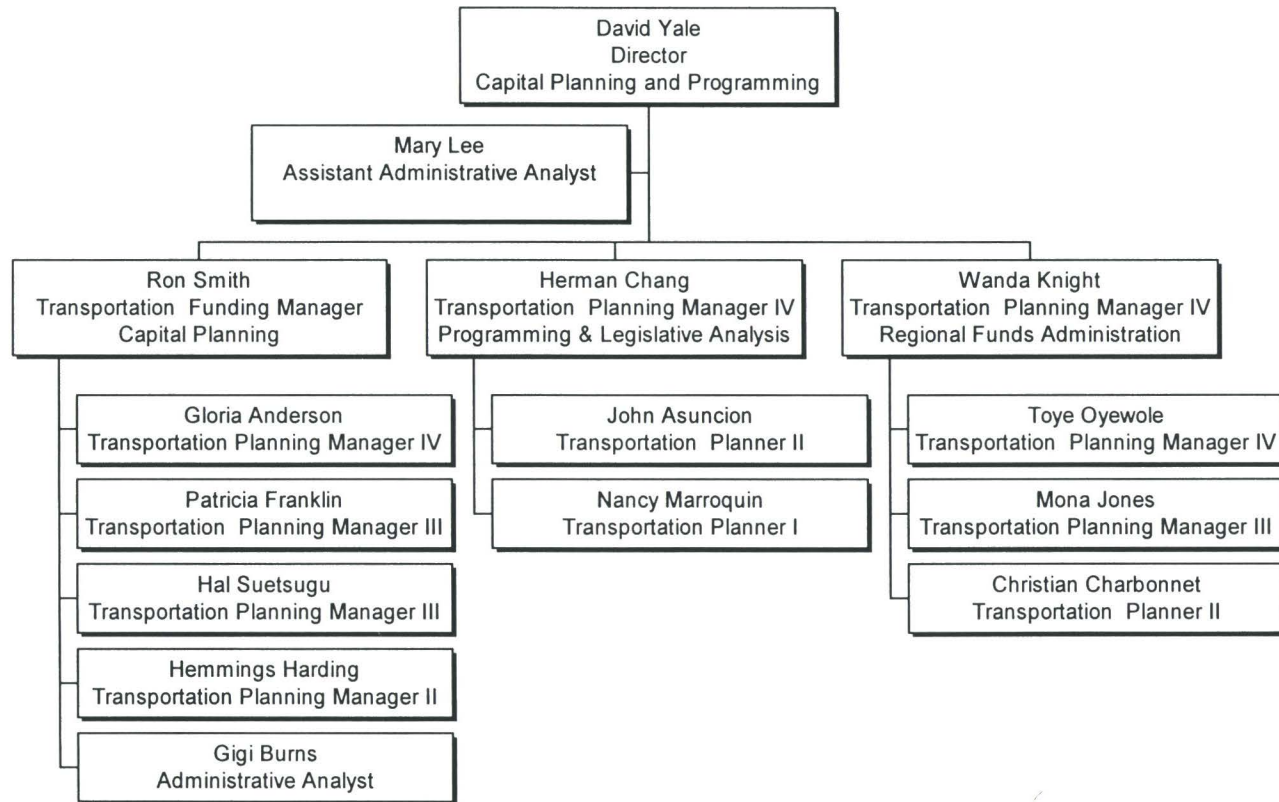 David Yale
Director
Capital Planning and Programming
Mary Lee
Assistant Administrative Analyst
Ron Smith
Transportation Funding Manager
Capital Planning
Herman Chang
Transportation Planning Manager IV
Programming & Legislative Analysis
Wanda Knight
Transportation Planning Manager IV
Regional Funds Administration
Gloria Anderson
Transportation Planning Manager IV
Patricia Franklin
Transportation Planning Manager III
Hal Suetsugu
Transportation Planning Manager III
Hemmings Harding
Transportation Planning Manager II
Gigi Burns
Administrative Analyst
John Asuncion
Transportation Planner II
Nancy Marroquin
Transportation Planner I
Toye Oyewole
Transportation Planning Manager IV
Mona Jones
Transportation Planning Manager III
Christian Charbonnet
Transportation Planner II